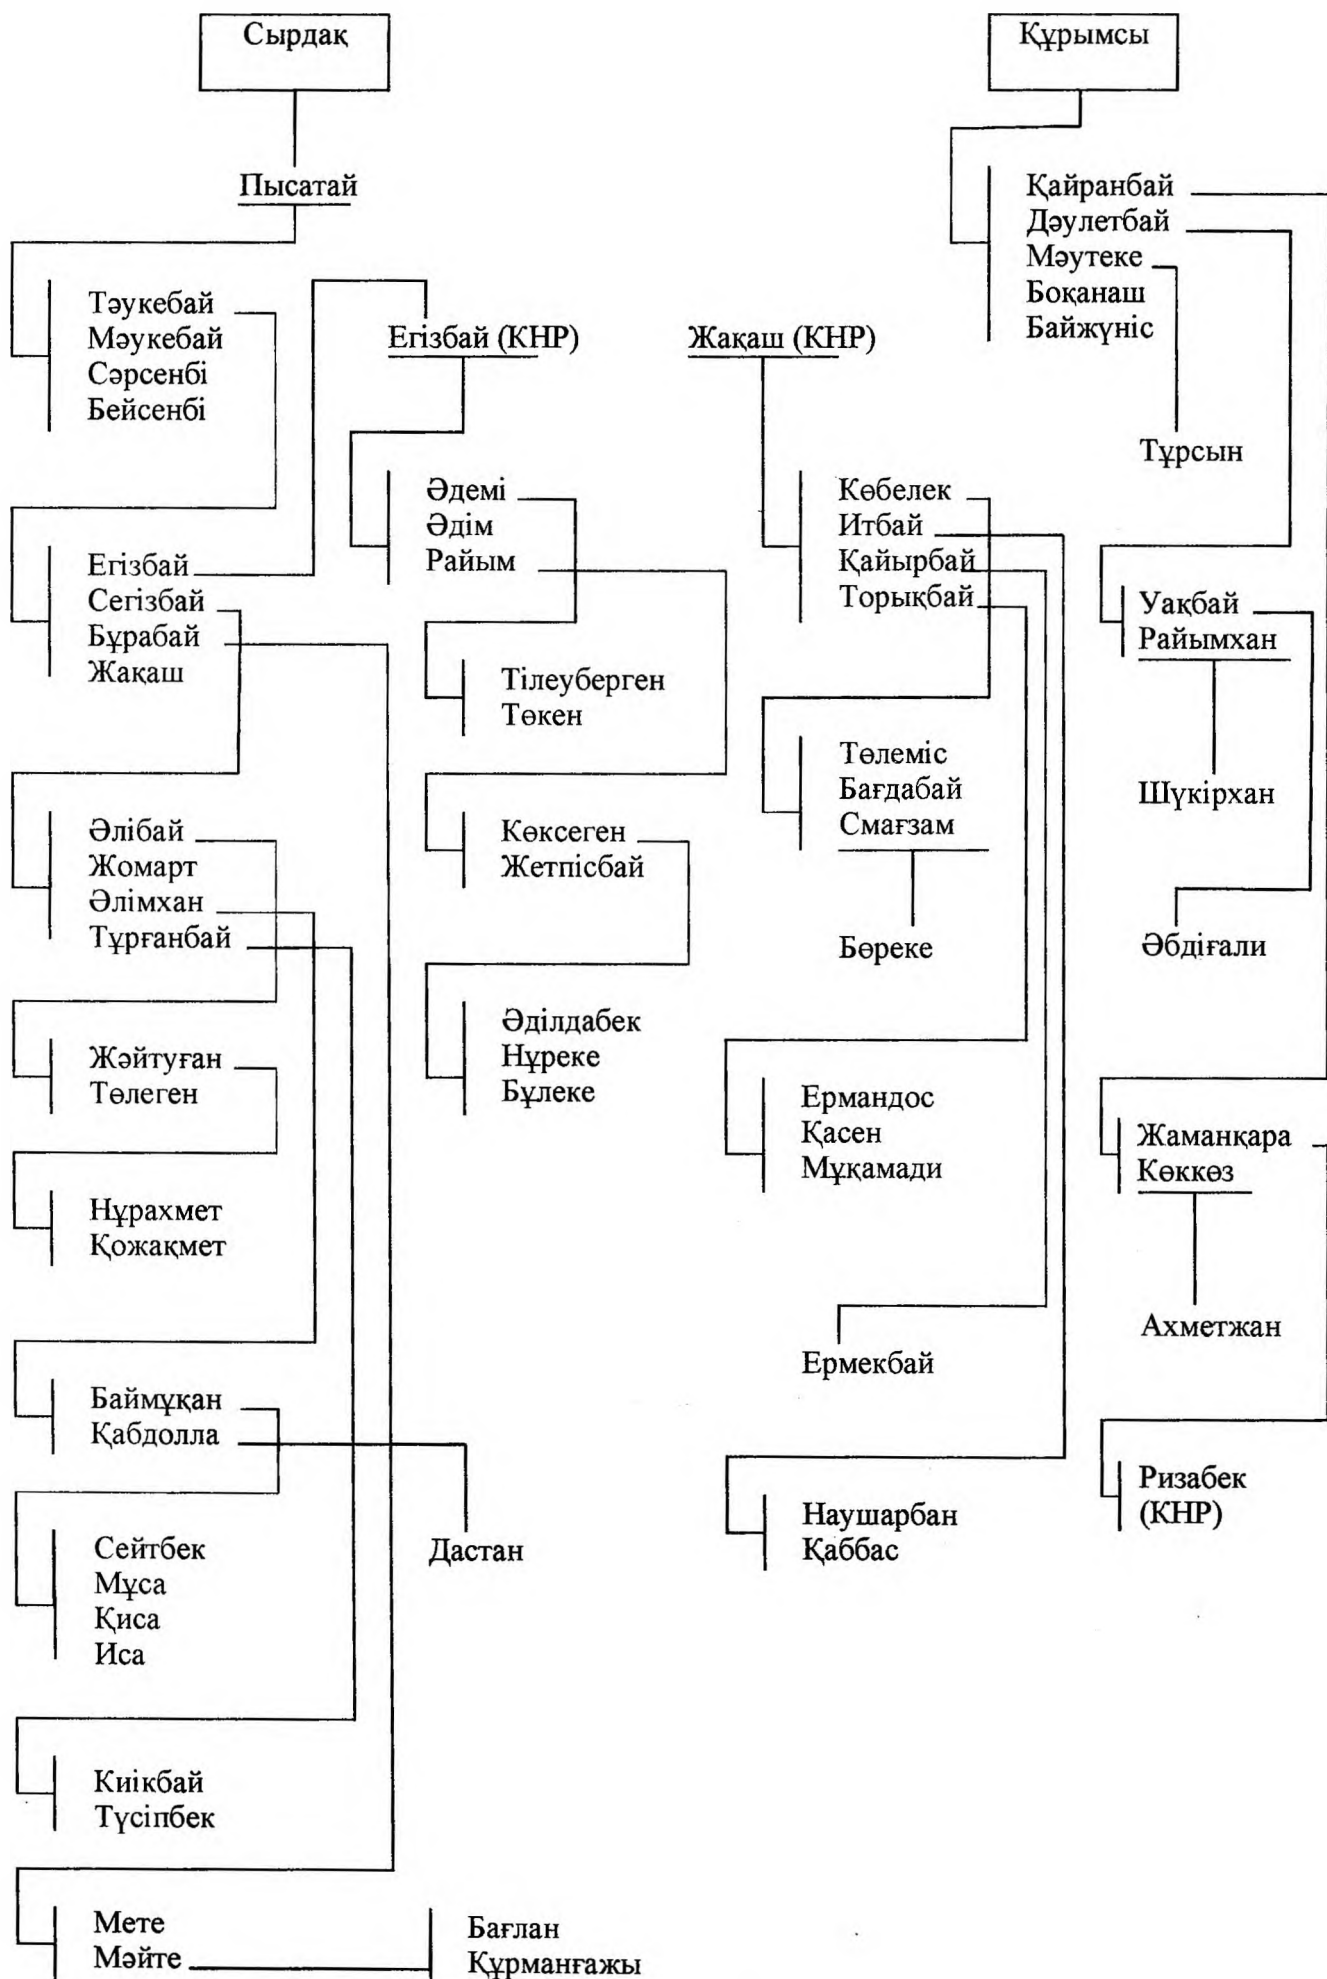 Сырдақ
Пысатай
Тәукебай
Мәукебай
Сәрсенбі
Бейсенбі
Егізбай
Сегізбай
Бұрабай
Жақаш
Әлібай
Жомарт
Әлімхан
Тұрғанбай
Жәйтуған
Төлеген
Нұрахмет
Қожақмет
Баймұқан
Қабдолла
Сейтбек
Мұса
Қиса
Иса
Киікбай
Түсіпбек
Мете
Мәйте
Бағлан
Құрманғажы
Дастан
Егізбай (КНР)
Әдемі
Әдім
Райым
Тілеуберген
Төкен
Көксеген
Жетпісбай
Әділдабек
Нұреке
Бұлеке
Жақаш (КНР)
Көбелек
Итбай
Қайырбай
Торықбай
Төлеміс
Бағдабай
Смағзам
Бөреке
Ермандос
Қасен
Мұқамади
Ермекбай
Наушарбан
Қаббас
Құрымсы
Қайранбай
Дәулетбай
Мәутеке
Боқанаш
Байжүніс
Тұрсын
Уақбай
Райымхан
Шүкірхан
Әбдіғали
Жаманқара
Көккөз
Ахметжан
Ризабек
(КНР)